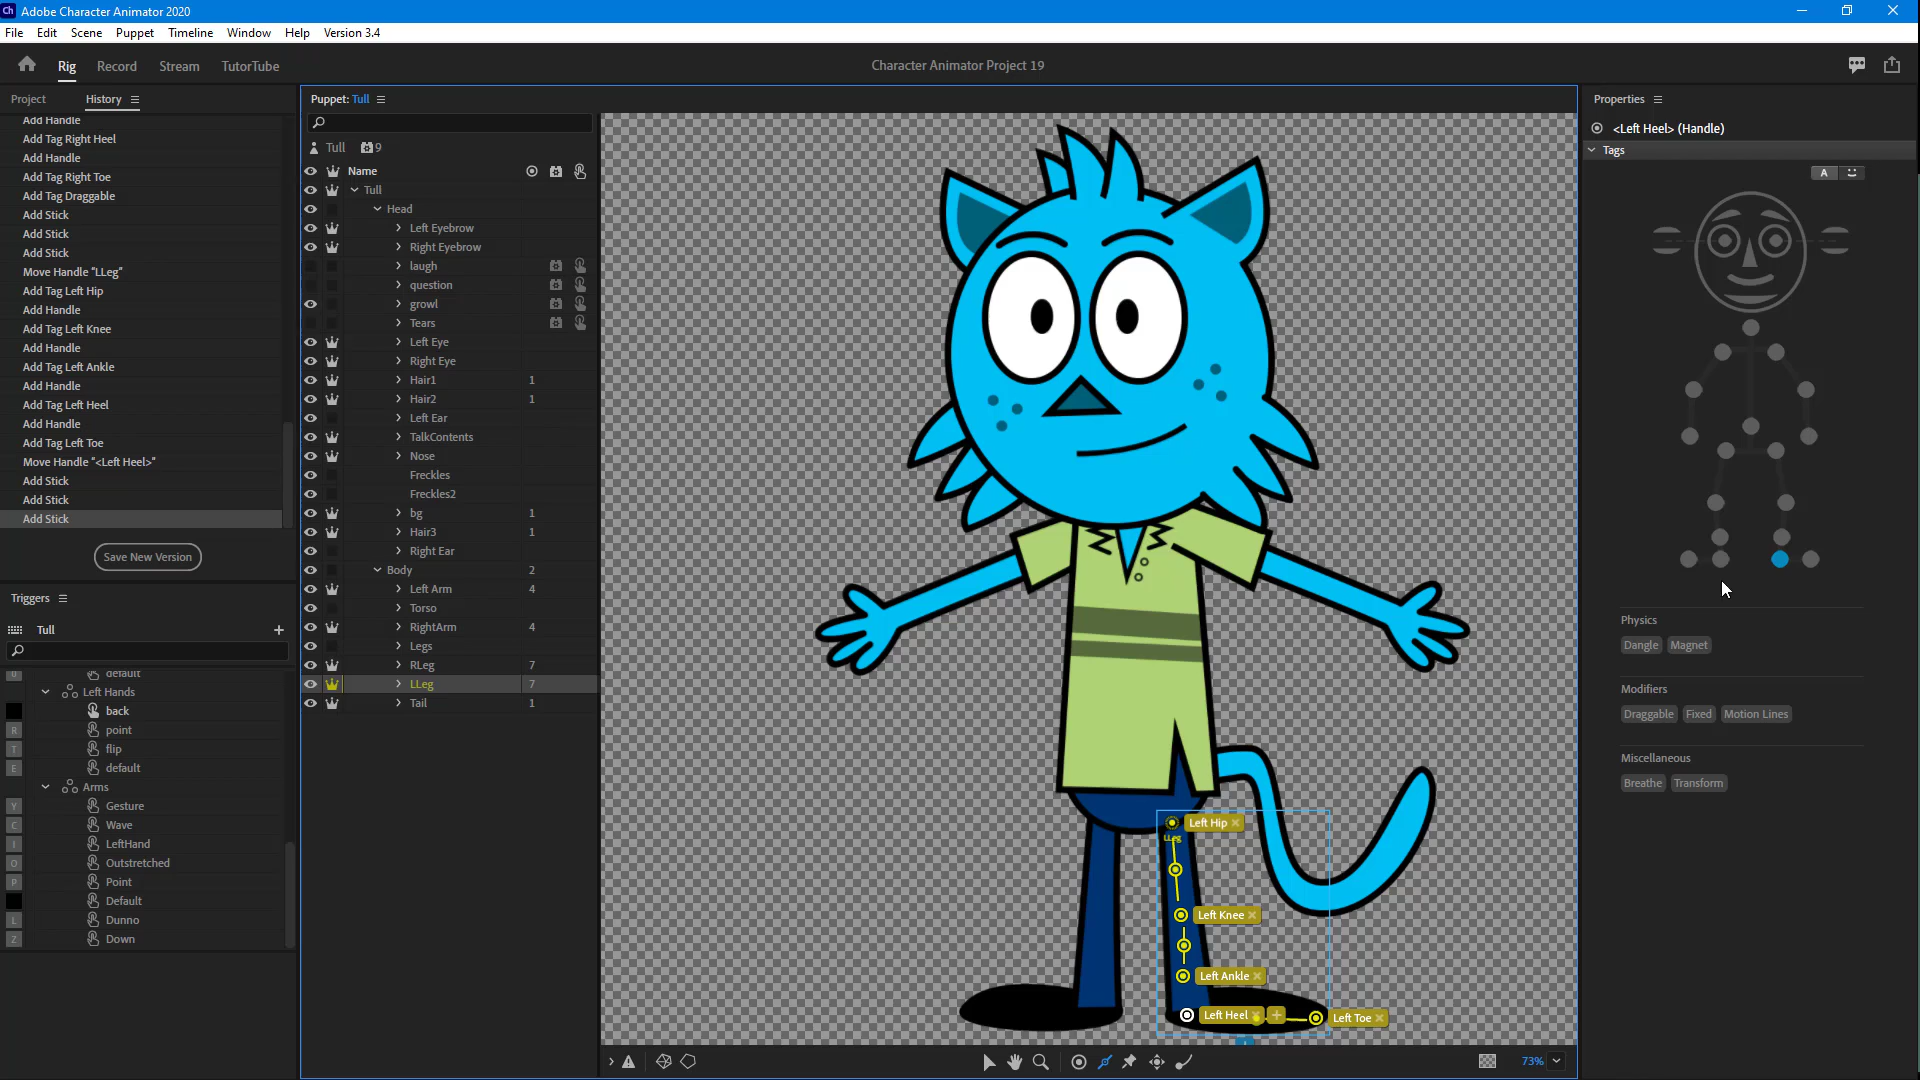 Ch Adobe Character Animator 2020
File Edit Scene Puppet Timeline Window Help Version 3.4
Rig Record Stream TutorTube
Character Animator Project 19
Project History
Add Handle
Add Tag Right Heel
Add Handle
Add Tag Right Toe
Add Tag Draggable
Add Stick
Add Stick
Add Stick
Move Handle "LLeg"
Add Tag Left Hip
Add Handle
Add Tag Left Knee
Add Handle
Add Tag Left Ankle
Add Handle
Add Tag Left Heel
Add Handle
Add Tag Left Toe
Move Handle "<Left Heel>"
Add Stick
Add Stick
Add Stick
Save New Version
Triggers
Tull
default
Left Hands
back
R point
T flip
E default
Arms
Y Gesture
C Wave
I LeftHand
O Outstretched
P Point
Default
L Dunno
Z Down
Puppet: Tull
Tull 9
Name
Tull
Head
Left Eyebrow
Right Eyebrow
laugh
question
growl
Tears
Left Eye
Right Eye
Hair1 1
Hair2 1
Left Ear
TalkContents
Nose
Freckles
Freckles2
bg 1
Hair3 1
Right Ear
Body 2
Left Arm 4
Torso
RightArm 4
Legs
RLeg 7
LLeg 7
Tail 1
Left Hip
LLeg
Left Knee
Left Ankle
Left Heel
Left Toe
73%
Properties
<Left Heel> (Handle)
Tags
A
Physics
Dangle Magnet
Modifiers
Draggable Fixed Motion Lines
Miscellaneous
Breathe Transform